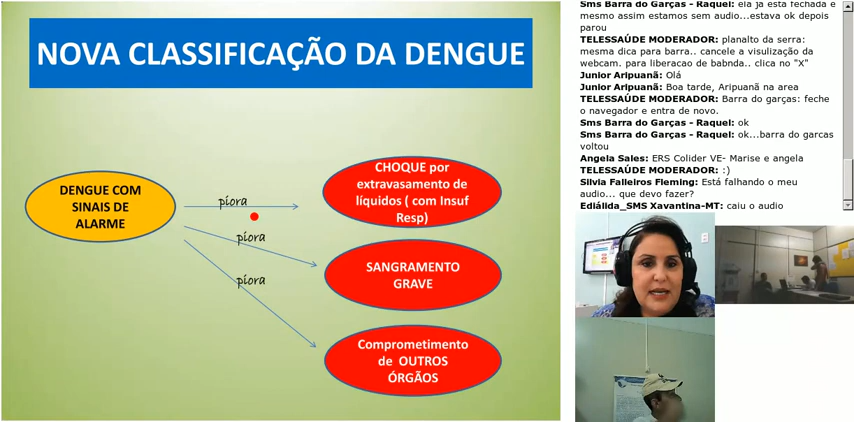 NOVA CLASSIFICAÇÃO DA DENGUE
DENGUE COM
SINAIS DE
ALARME
piora
piora
piora
CHOQUE por
extravasamento de
líquidos ( com Insuf
Resp)
SANGRAMENTO
GRAVE
Comprometimento
de OUTROS
ÓRGÃOS
Sms Barra do Garças - Raquel: ela ja esta fechada e
mesmo assim estamos sem audio...estava ok depois
parou
TELESSAÚDE MODERADOR: planalto da serra:
mesma dica para barra.. cancele a visulização da
webcam. para liberacao de babnda.. clica no "X"
Junior Aripuanã: Olá
Junior Aripuanã: Boa tarde, Aripuanã na area
TELESSAÚDE MODERADOR: Barra do garças: feche
o navegador e entra de novo.
Sms Barra do Garças - Raquel: ok
Sms Barra do Garças - Raquel: ok...barra do garcas
voltou
Angela Sales: ERS Colider VE- Marise e angela
TELESSAÚDE MODERADOR: :)
Silvia Falleiros Fleming: Está falhando o meu
audio... que devo fazer?
Ediálida_SMS Xavantina-MT: caiu o audio